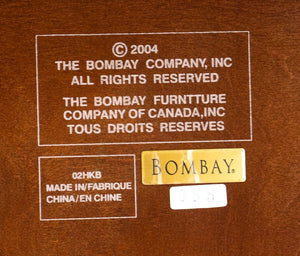 © 2004
THE BOMBAY COMPANY, INC
ALL RIGHTS RESERVED
THE BOMBAY FURNTTURE
COMPANY OF CANADA,INC
TOUS DROITS RESERVES
02HKB
MADE IN/FABRIQUE
CHINA/EN CHINE
BOMBAY®